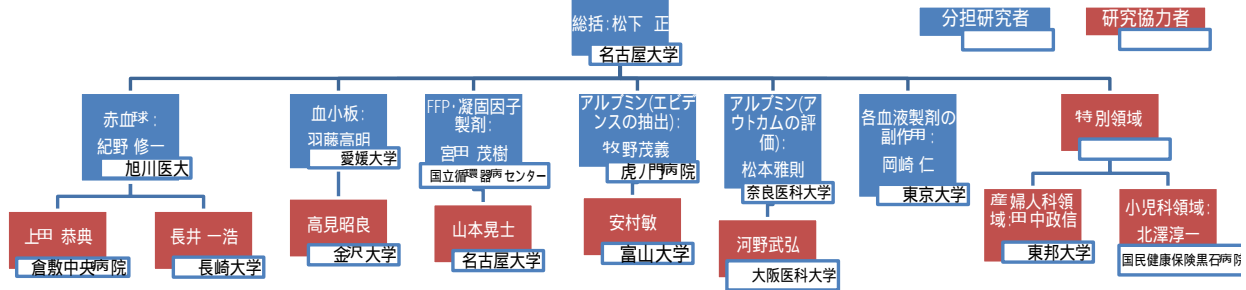 総括：松下　正
名古屋大学
分担研究者
研究協力者
赤血球：
紀野 修一
旭川医大
血小板：
羽藤高明
愛媛大学
FFP・凝固因子
製剤：
宮田 茂樹
国立循環器病センター
アルブミン(エビデ
ンスの抽出)：
牧野茂義
虎ノ門病院
アルブミン(ア
ウトカムの評
価)：
松本雅則
奈良医科大学
各血液製剤の
副作用：
岡崎 仁
東京大学
特別領域
上田 恭典
倉敷中央病院
長井 一浩
長崎大学
高見昭良
金沢大学
山本晃士
名古屋大学
安村敏
富山大学
河野武弘
大阪医科大学
産婦人科領
域:田中政信
東邦大学
小児科領域：
北澤淳一
国民健康保険黒石病院